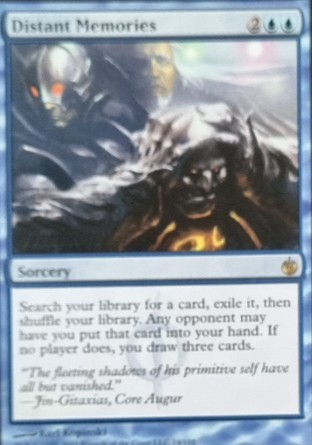 Distant Memories 2
Sorcery
Search your library for a card, exile it, then
shuffle your library. Any opponent may
have you put that card into your hand. If
no player does, you draw three cards.
"The fleeting shadows of his primitive self have
all but vanished."
—Jin-Gitaxias, Core Augur
Karl Kopinski